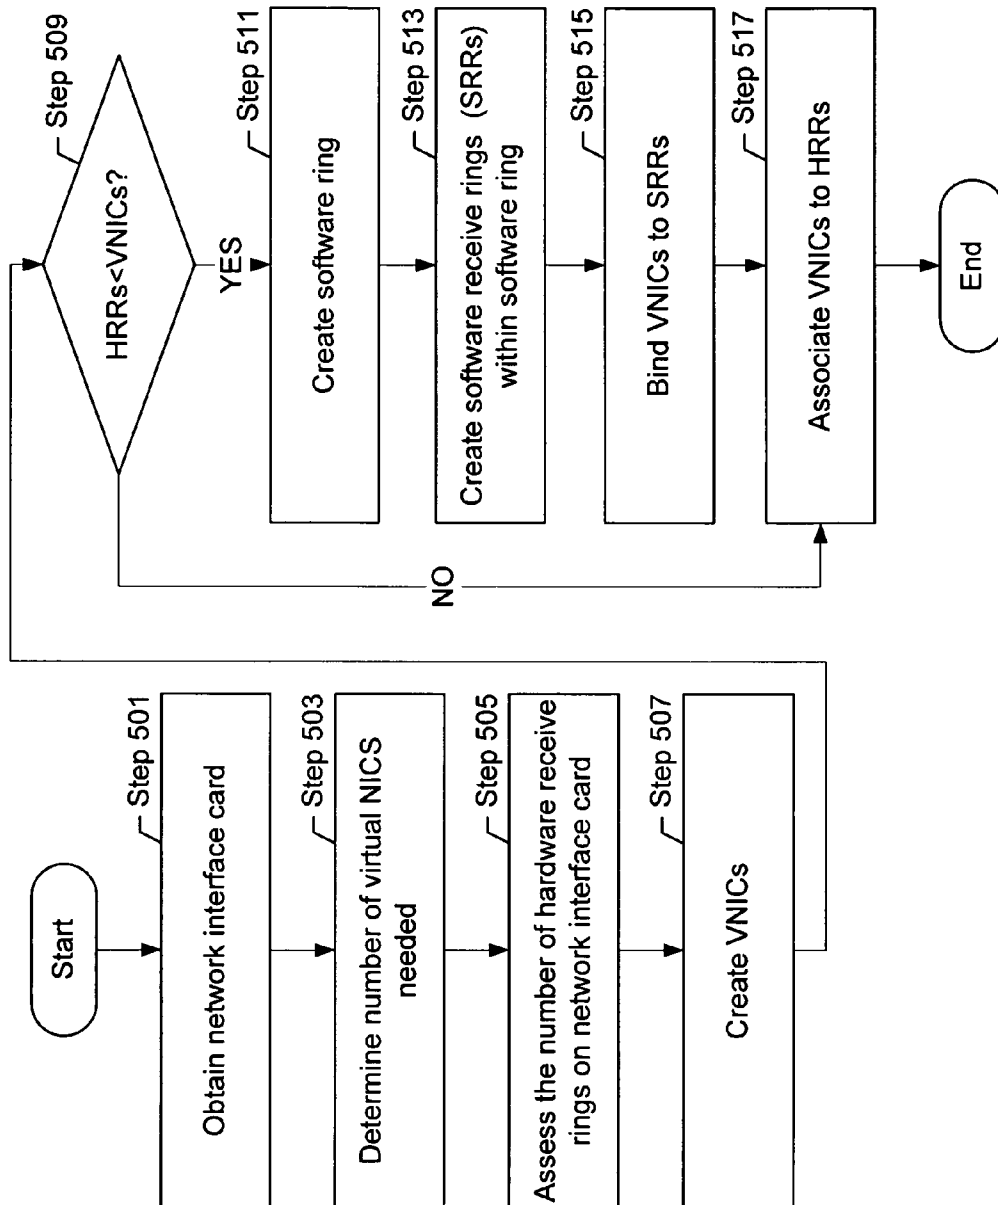 Start
Step 501
Obtain network interface card
Step 503
Determine number of virtual NICS
needed
Step 505
Assess the number of hardware receive
rings on network interface card
Step 507
Create VNICs
Step 509
HRRs<VNICs?
YES
NO
Step 511
Create software ring
Step 513
Create software receive rings (SRRs)
within software ring
Step 515
Bind VNICs to SRRs
Step 517
Associate VNICs to HRRs
End